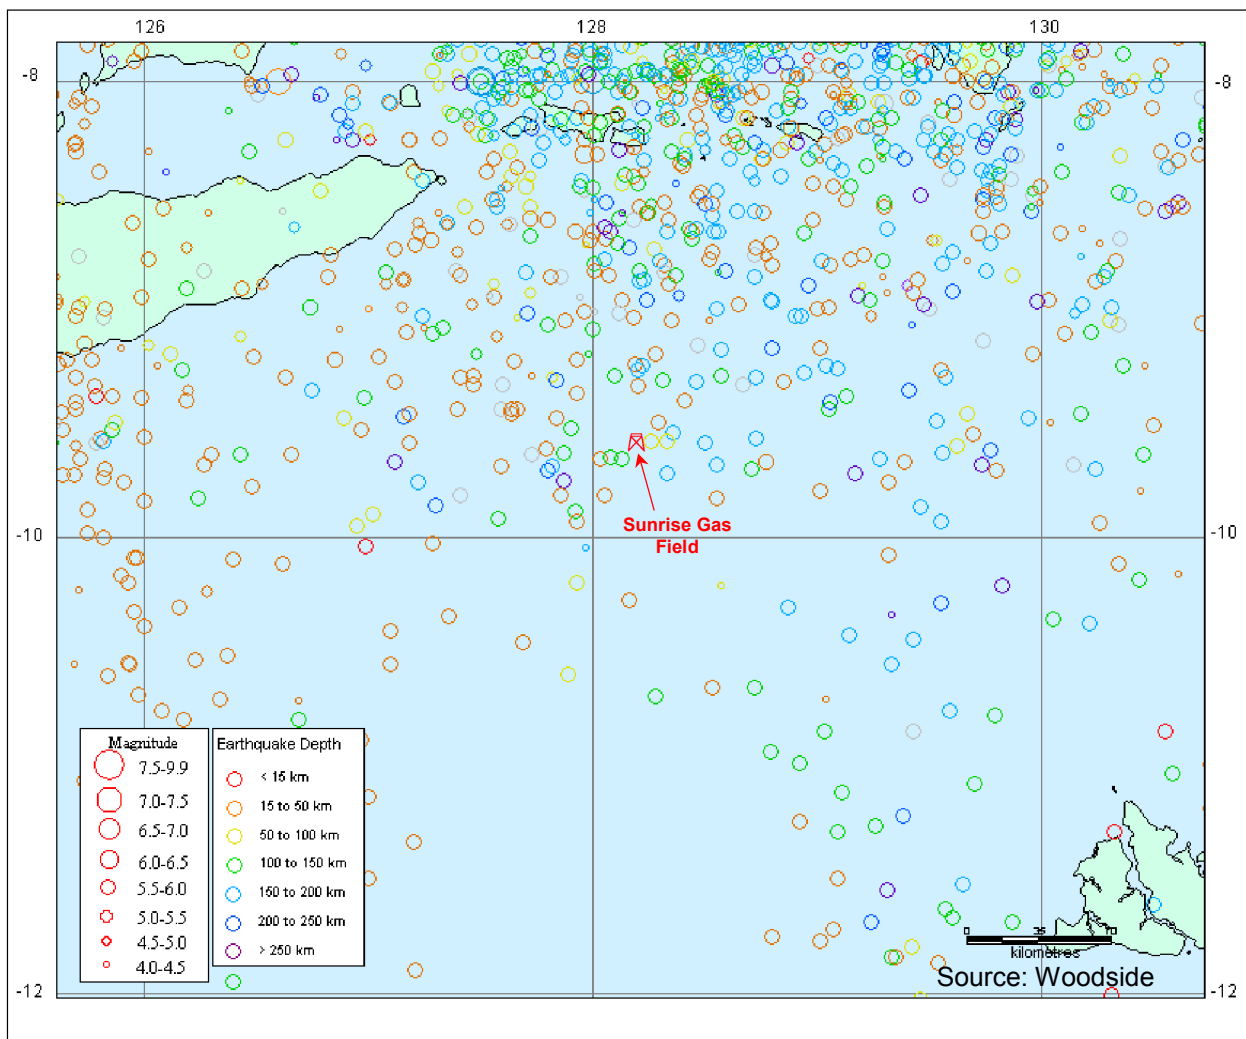 126 128 130
-8 -8
Sunrise Gas
Field
-10 -10
Magnitude
7.5-9.9
7.0-7.5
6.5-7.0
6.0-6.5
5.5-6.0
5.0-5.5
4.5-5.0
4.0-4.5
Earthquake Depth
< 15 km
15 to 50 km
50 to 100 km
100 to 150 km
150 to 200 km
200 to 250 km
> 250 km
0 35 70
kilometres
Source: Woodside
-12 -12